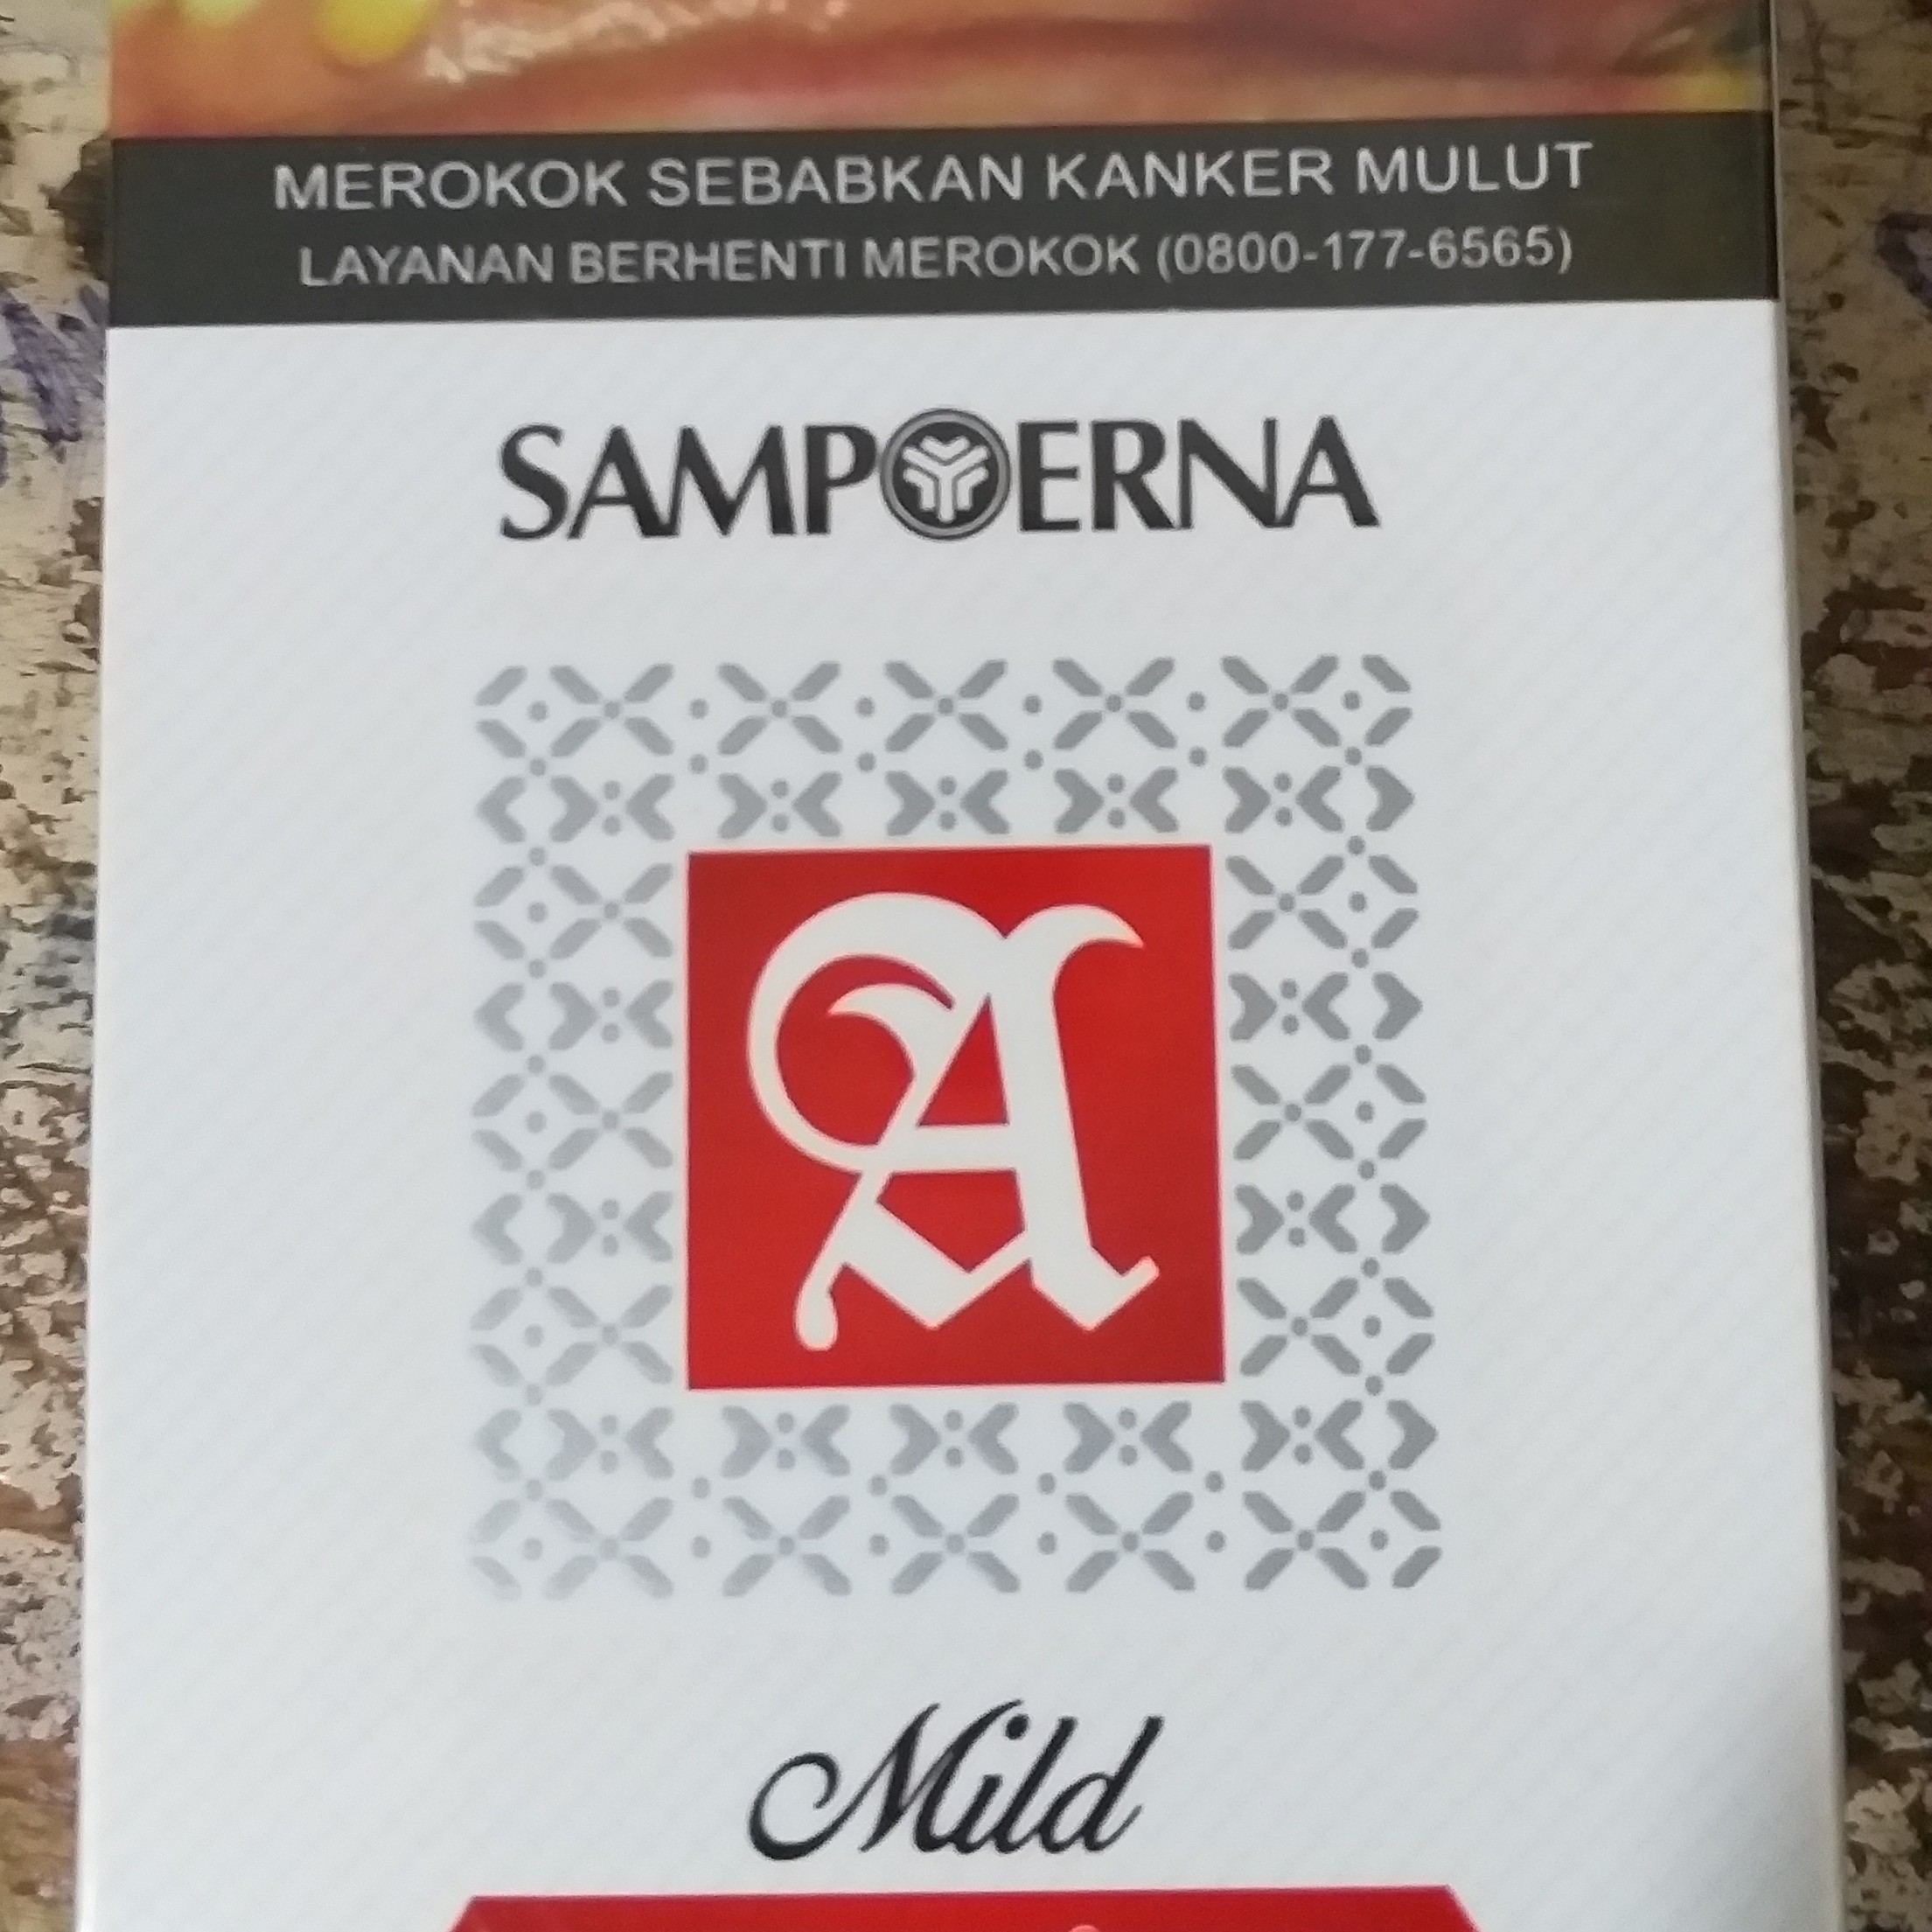 MEROKOK SEBABKAN KANKER MULUT
LAYANAN BERHENTI MEROKOK (0800-177-6565)
SAMPOERNA
A
Mild